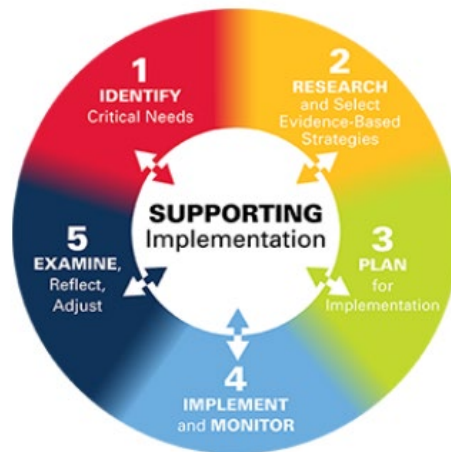 1
IDENTIFY
Critical Needs
2
RESEARCH
and Select
Evidence-Based
Strategies
3
PLAN
for
Implementation
4
IMPLEMENT
and MONITOR
5
EXAMINE,
Reflect,
Adjust
SUPPORTING
Implementation